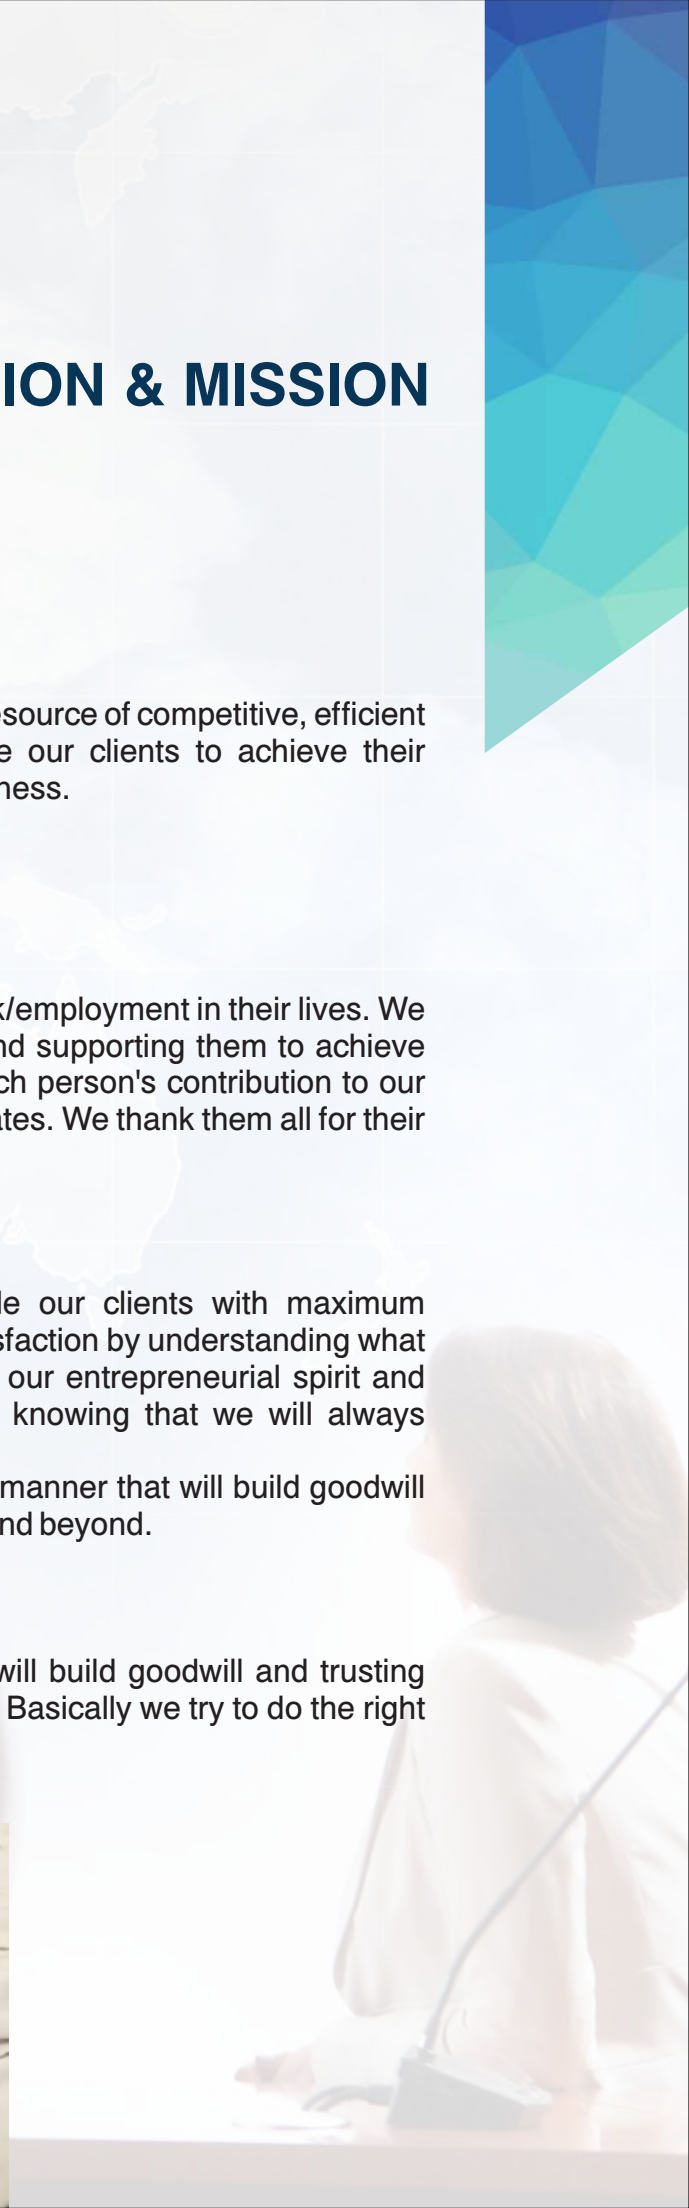 ION & MISSION
esource of competitive, efficient
e our clients to achieve their
ness.
k/employment in their lives. We
nd supporting them to achieve
ch person's contribution to our
ates. We thank them all for their
le our clients with maximum
sfaction by understanding what
our entrepreneurial spirit and
knowing that we will always
manner that will build goodwill
nd beyond.
will build goodwill and trusting
Basically we try to do the right